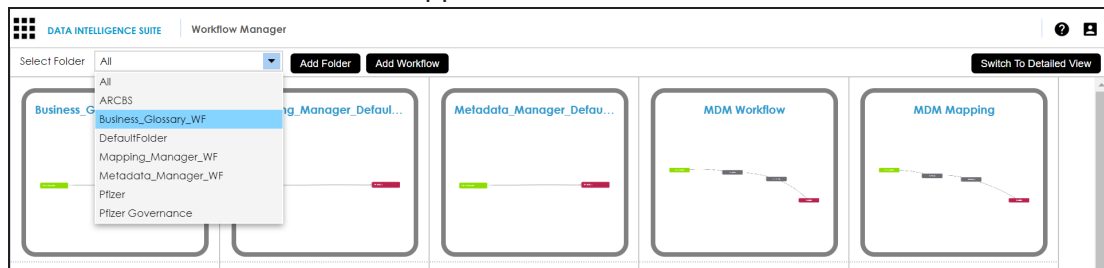 DATA INTELLIGENCE SUITE Workflow Manager
Select Folder All Add Folder Add Workflow Switch To Detailed View
All
ARCBS
Business_Glossary_WF
DefaultFolder
Mapping_Manager_WF
Metadata_Manager_WF
Pfizer
Pfizer Governance
Business_G ng_Manager_Defaul... Metadata_Manager_Defau... MDM Workflow MDM Mapping